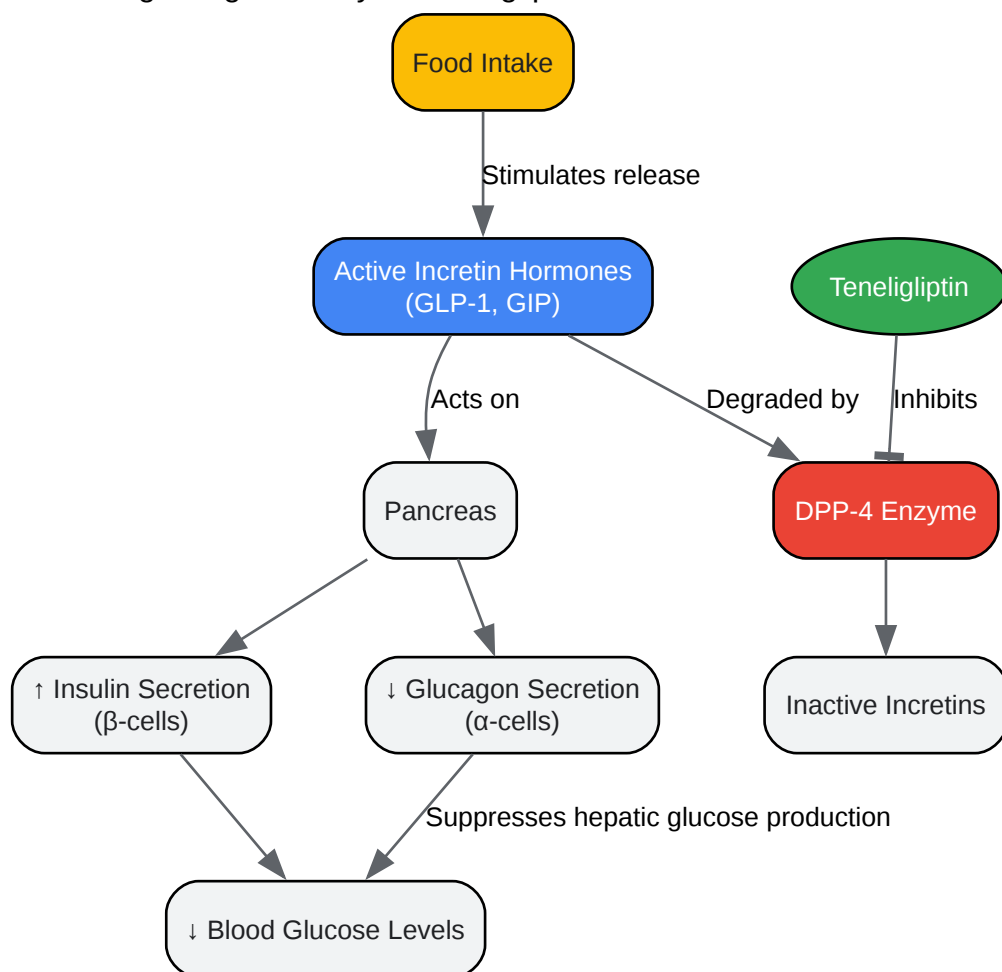 Food Intake
Stimulates release
Active Incretin Hormones
(GLP-1, GIP)
Teneligliptin
Acts on
Degraded by
Inhibits
Pancreas
DPP-4 Enzyme
↑ Insulin Secretion
(β-cells)
↓ Glucagon Secretion
(α-cells)
Inactive Incretins
Suppresses hepatic glucose production
↓ Blood Glucose Levels